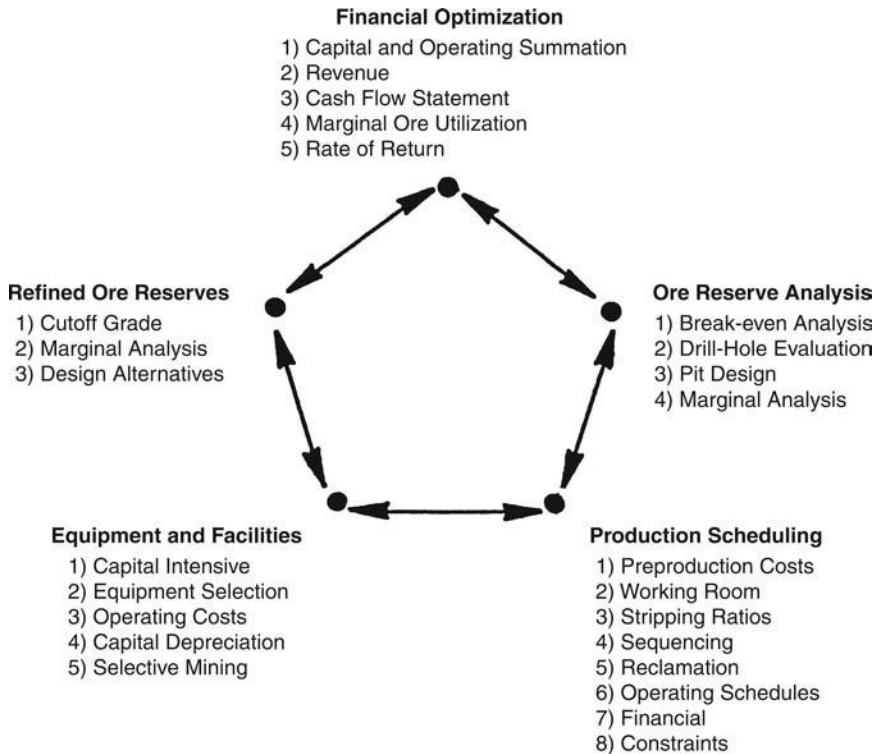 Financial Optimization
1) Capital and Operating Summation
2) Revenue
3) Cash Flow Statement
4) Marginal Ore Utilization
5) Rate of Return
Refined Ore Reserves
1) Cutoff Grade
2) Marginal Analysis
3) Design Alternatives
Ore Reserve Analysis
1) Break-even Analysis
2) Drill-Hole Evaluation
3) Pit Design
4) Marginal Analysis
Equipment and Facilities
1) Capital Intensive
2) Equipment Selection
3) Operating Costs
4) Capital Depreciation
5) Selective Mining
Production Scheduling
1) Preproduction Costs
2) Working Room
3) Stripping Ratios
4) Sequencing
5) Reclamation
6) Operating Schedules
7) Financial
8) Constraints